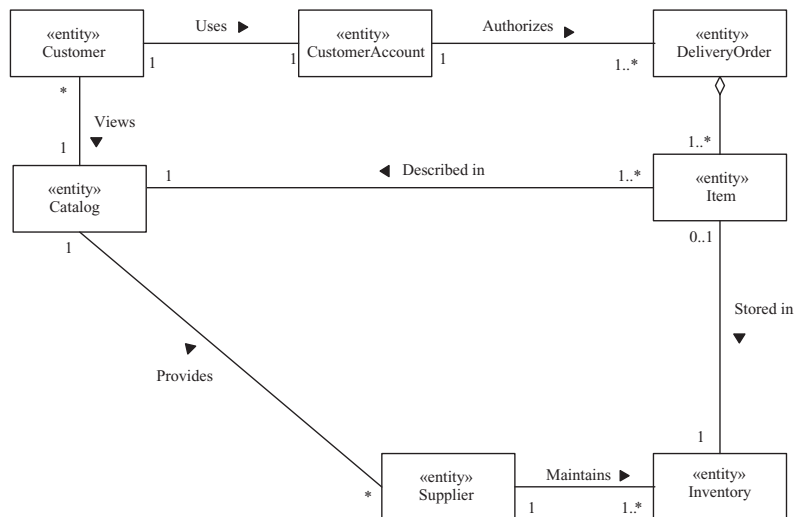 «entity»
Customer
Uses
1
1
«entity»
CustomerAccount
Authorizes
1
1..*
«entity»
DeliveryOrder
*
Views
1
1..*
«entity»
Catalog
1
Described in
1..*
«entity»
Item
1
0..1
Stored in
Provides
1
*
«entity»
Supplier
Maintains
1
1..*
«entity»
Inventory